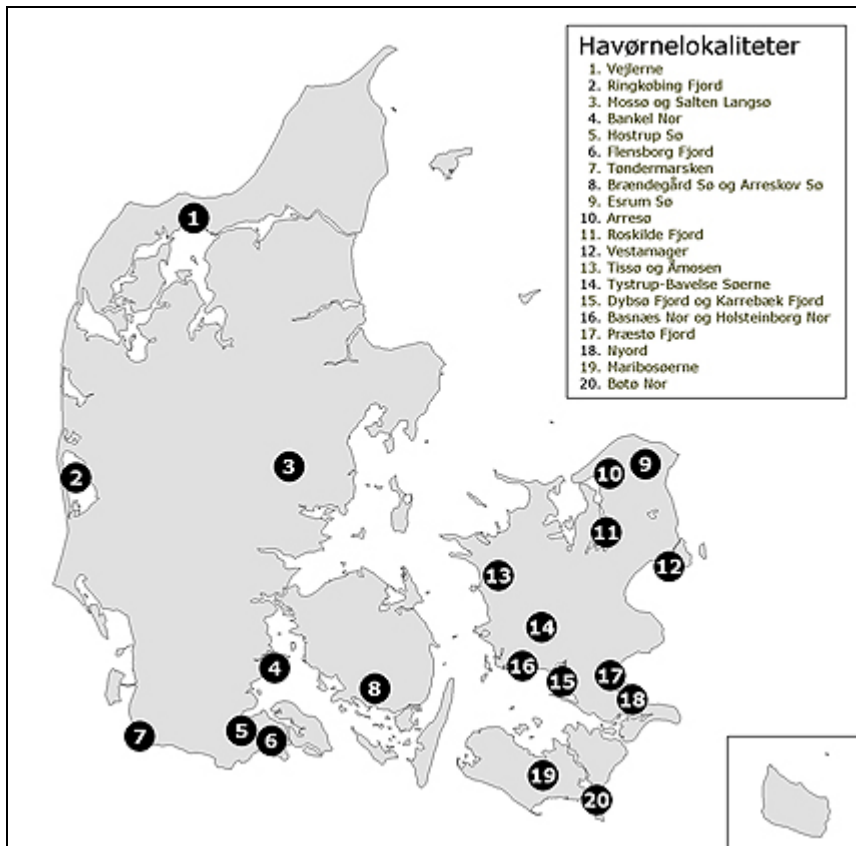 Havørnelokaliteter
1. Vejlerne
2. Ringkøbing Fjord
3. Mossø og Salten Langsø
4. Bankel Nor
5. Hostrup Sø
6. Flensborg Fjord
7. Tøndermarsken
8. Brændegård Sø og Arreskov Sø
9. Esrum Sø
10. Arresø
11. Roskilde Fjord
12. Vestamager
13. Tissø og Åmosen
14. Tystrup-Bavelse Søerne
15. Dybsø Fjord og Karrebæk Fjord
16. Basnæs Nor og Holsteinborg Nor
17. Præstø Fjord
18. Nyord
19. Maribosøerne
20. Bøtø Nor
1
2
3
10
9
11
12
13
14
4
16
15
17
18
8
7
5
6
19
20